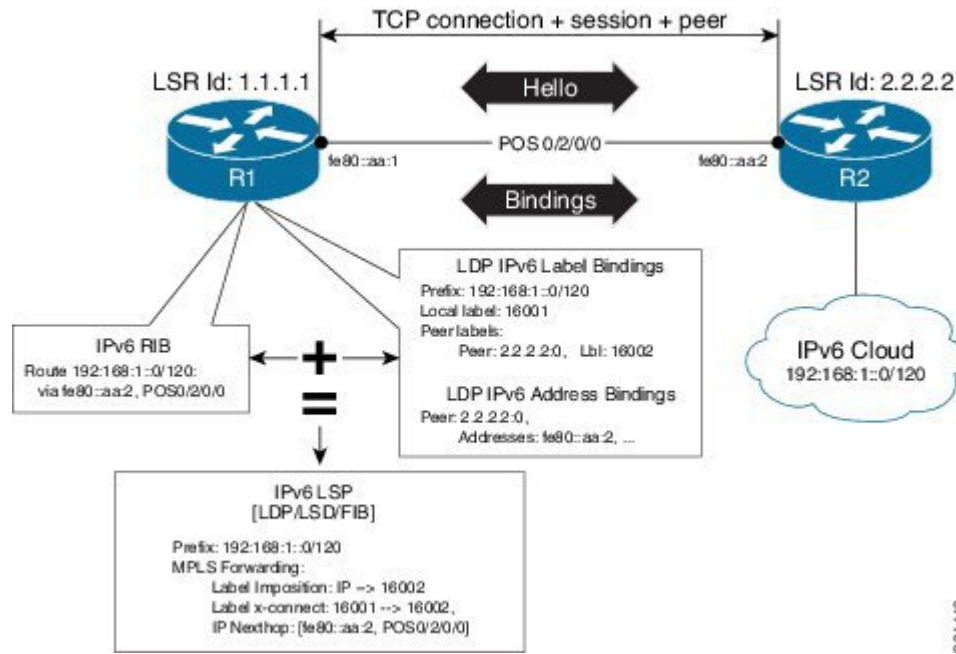 TCP connection + session + peer
LSR Id: 1.1.1.1
LSR Id: 2.2.2.2
Hello
POS 0/2/0/0
fe80::aa:1
fe80::aa:2
R1
R2
Bindings
LDP IPv6 Label Bindings
Prefix: 192:168:1::0/120
Local label: 16001
Peer labels:
Peer: 2.2.2.2:0, Lbl: 16002
LDP IPv6 Address Bindings
Peer: 2.2.2.2:0,
Addresses: fe80::aa:2, ...
IPv6 RIB
Route 192:168:1::0/120:
via fe80::aa:2, POS0/2/0/0
+
=
IPv6 Cloud
192:168:1::0/120
IPv6 LSP
[LDP/LSD/FIB]
Prefix: 192:168:1::0/120
MPLS Forwarding:
Label Imposition: IP --> 16002
Label x-connect: 16001 --> 16002,
IP Nexthop: [fe80::aa:2, POS0/2/0/0]